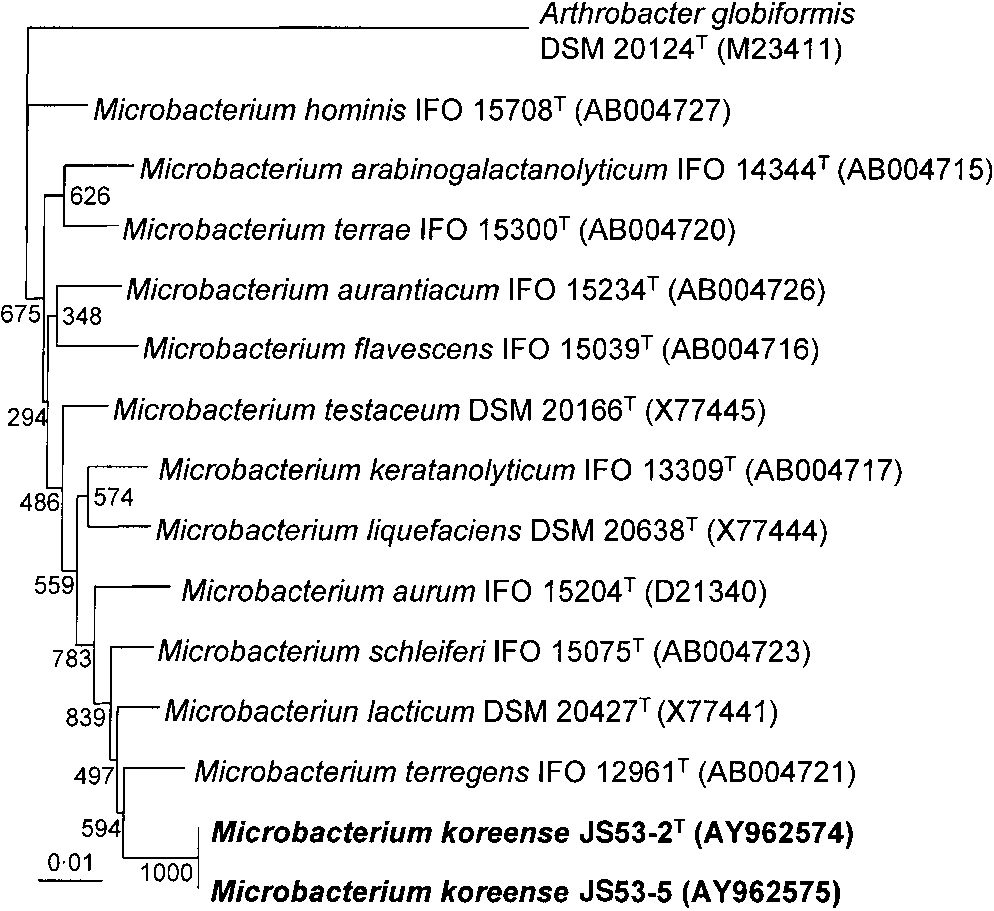 Arthrobacter globiformis
DSM 20124ᵀ (M23411)
Microbacterium hominis IFO 15708ᵀ (AB004727)
Microbacterium arabinogalactanolyticum IFO 14344ᵀ (AB004715)
626
Microbacterium terrae IFO 15300ᵀ (AB004720)
Microbacterium aurantiacum IFO 15234ᵀ (AB004726)
675
348
Microbacterium flavescens IFO 15039ᵀ (AB004716)
294
Microbacterium testaceum DSM 20166ᵀ (X77445)
Microbacterium keratanolyticum IFO 13309ᵀ (AB004717)
486
574
Microbacterium liquefaciens DSM 20638ᵀ (X77444)
559
Microbacterium aurum IFO 15204ᵀ (D21340)
783
Microbacterium schleiferi IFO 15075ᵀ (AB004723)
839
Microbacteriun lacticum DSM 20427ᵀ (X77441)
497
Microbacterium terregens IFO 12961ᵀ (AB004721)
594
Microbacterium koreense JS53-2ᵀ (AY962574)
0·01
1000
Microbacterium koreense JS53-5 (AY962575)